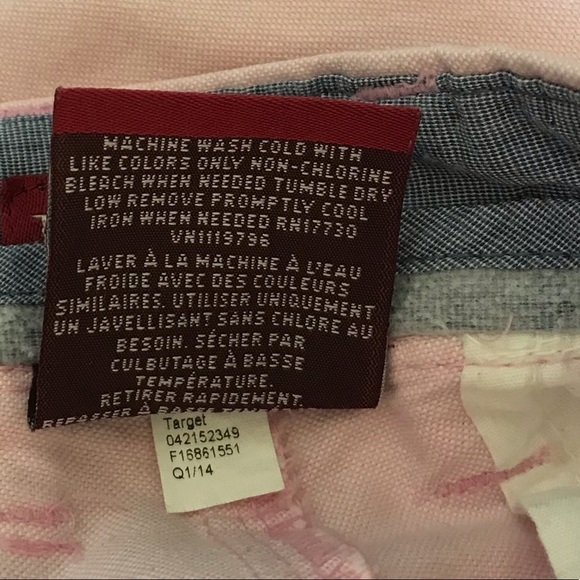 MACHINE WASH COLD WITH
LIKE COLORS ONLY NON-CHLORINE
BLEACH WHEN NEEDED TUMBLE DRY
LOW REMOVE PROMPTLY COOL
IRON WHEN NEEDED RN17730
VN1119796
LAVER À LA MACHINE À L'EAU
FROIDE AVEC DES COULEURS
SIMILAIRES. UTILISER UNIQUEMENT
UN JAVELLISANT SANS CHLORE AU
BESOIN. SÉCHER PAR
CULBUTAGE À BASSE
TEMPÉRATURE.
RETIRER RAPIDEMENT.
REPASSER À BASSE
Target
042152349
F16861551
Q1/14